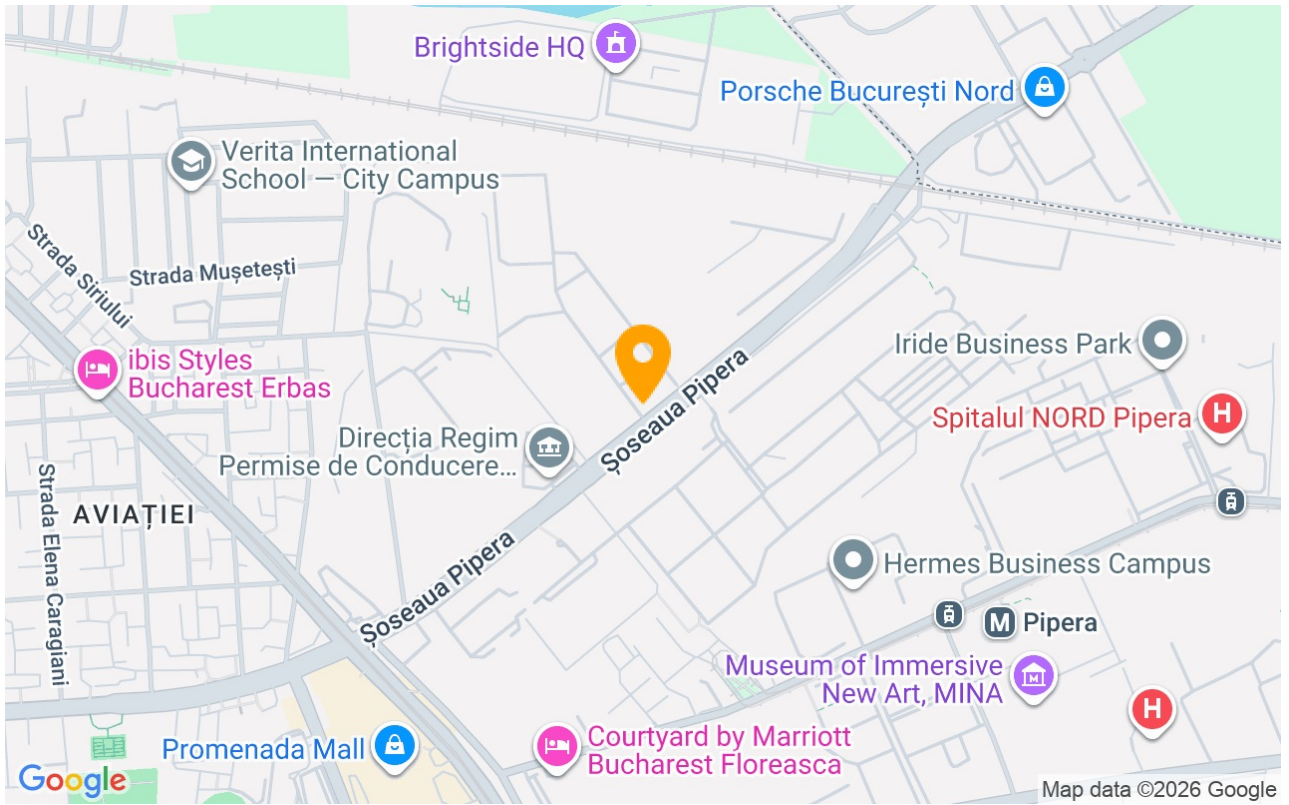 Brightside HQ
Porsche București Nord
Verita International
School — City Campus
Strada Siriului
Strada Mușetești
ibis Styles
Bucharest Erbas
Iride Business Park
Șoseaua Pipera
Spitalul NORD Pipera
H
Direcția Regim
Permise de Conducere...
Strada Elena Caragiani
AVIAȚIEI
Șoseaua Pipera
Hermes Business Campus
M Pipera
Museum of Immersive
New Art, MINA
H
Promenada Mall
Courtyard by Marriott
Bucharest Floreasca
Google
Map data ©2026 Google